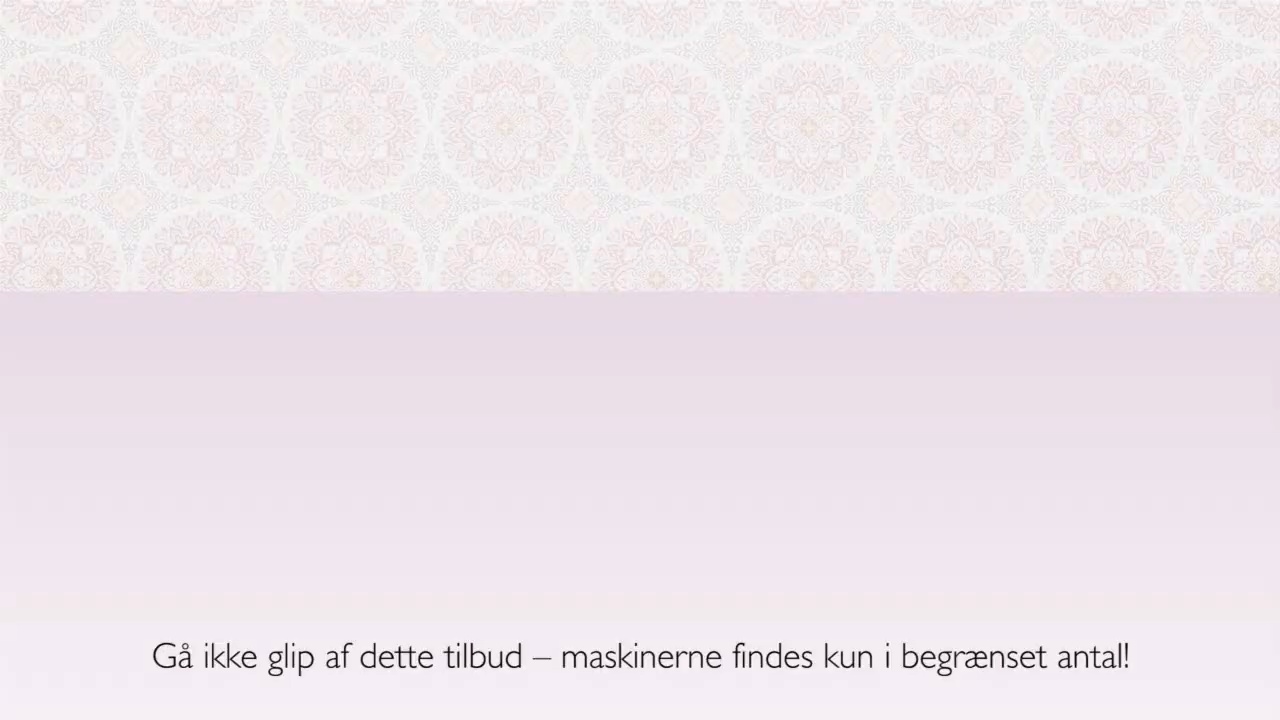 Gå ikke glip af dette tilbud – maskinerne findes kun i begrænset antal!